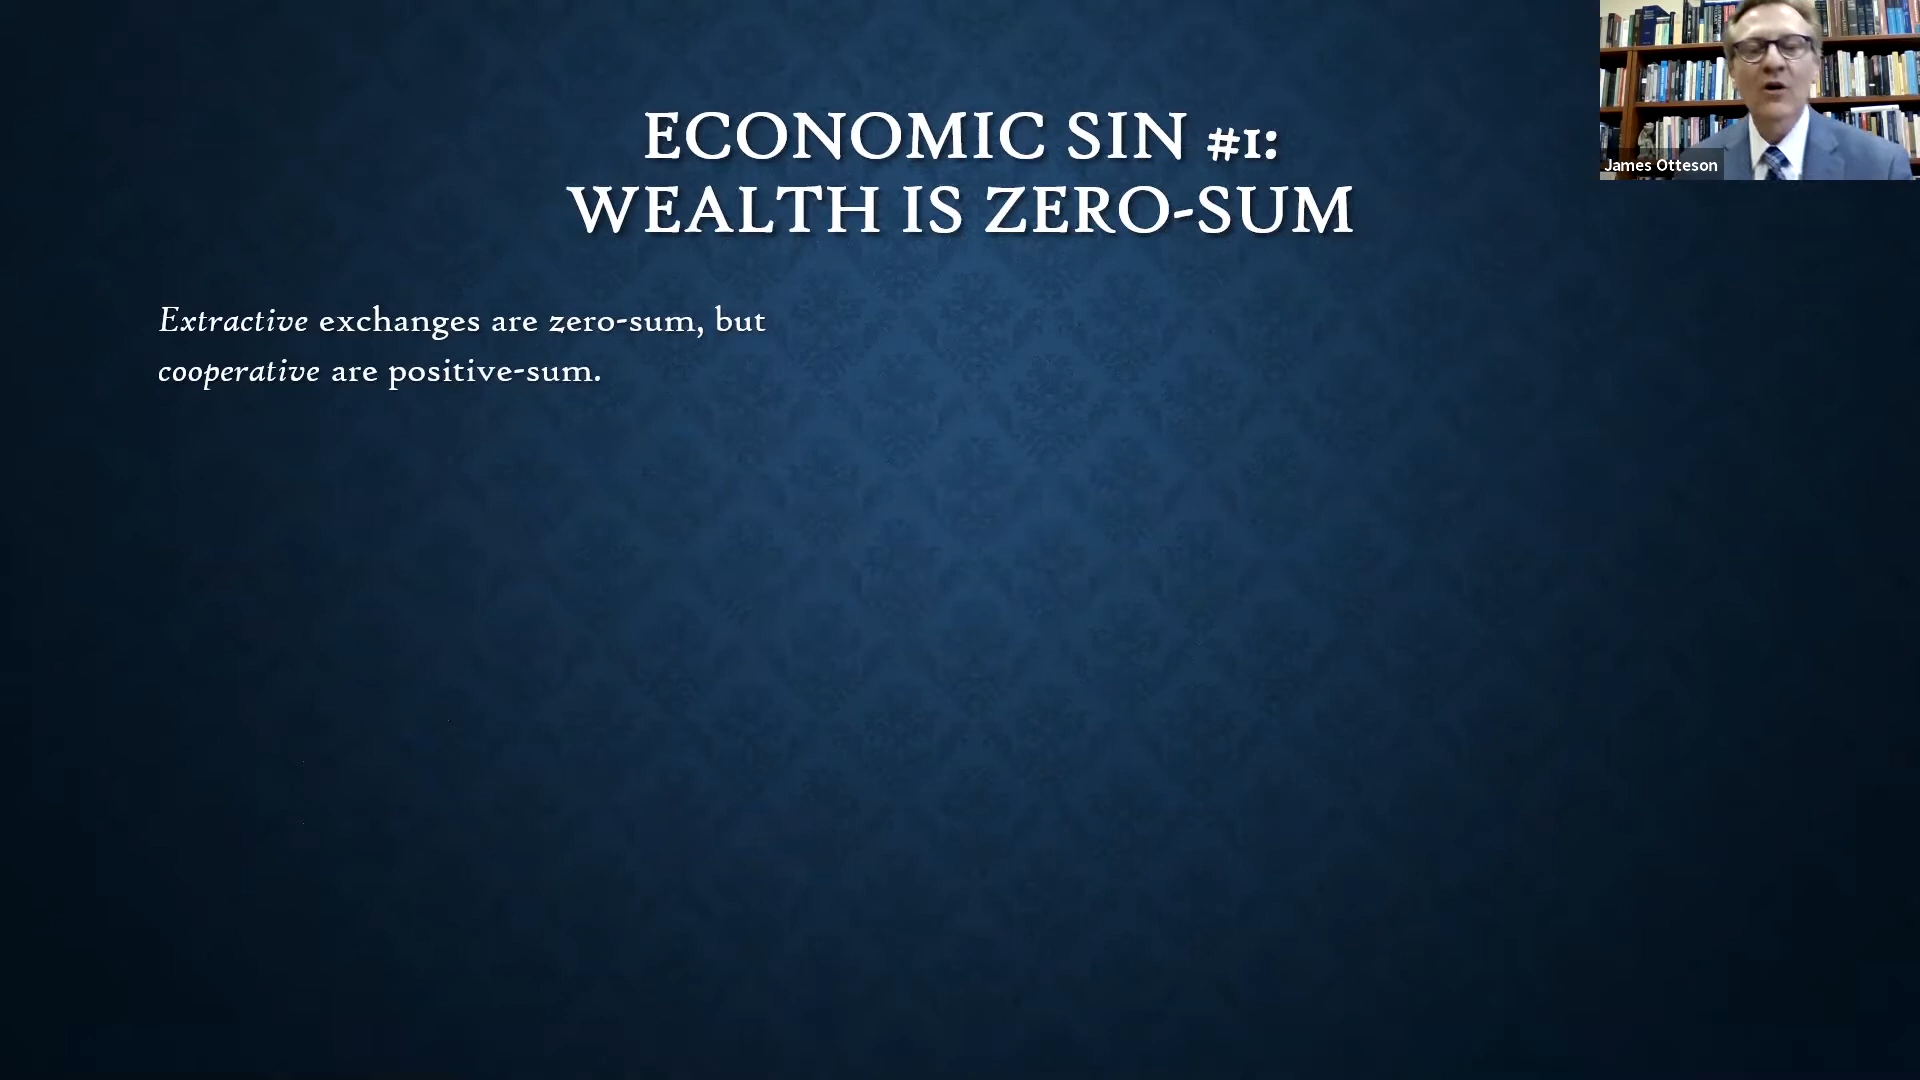 ECONOMIC SIN #1:
WEALTH IS ZERO-SUM
James Otteson
Extractive exchanges are zero-sum, but
cooperative are positive-sum.